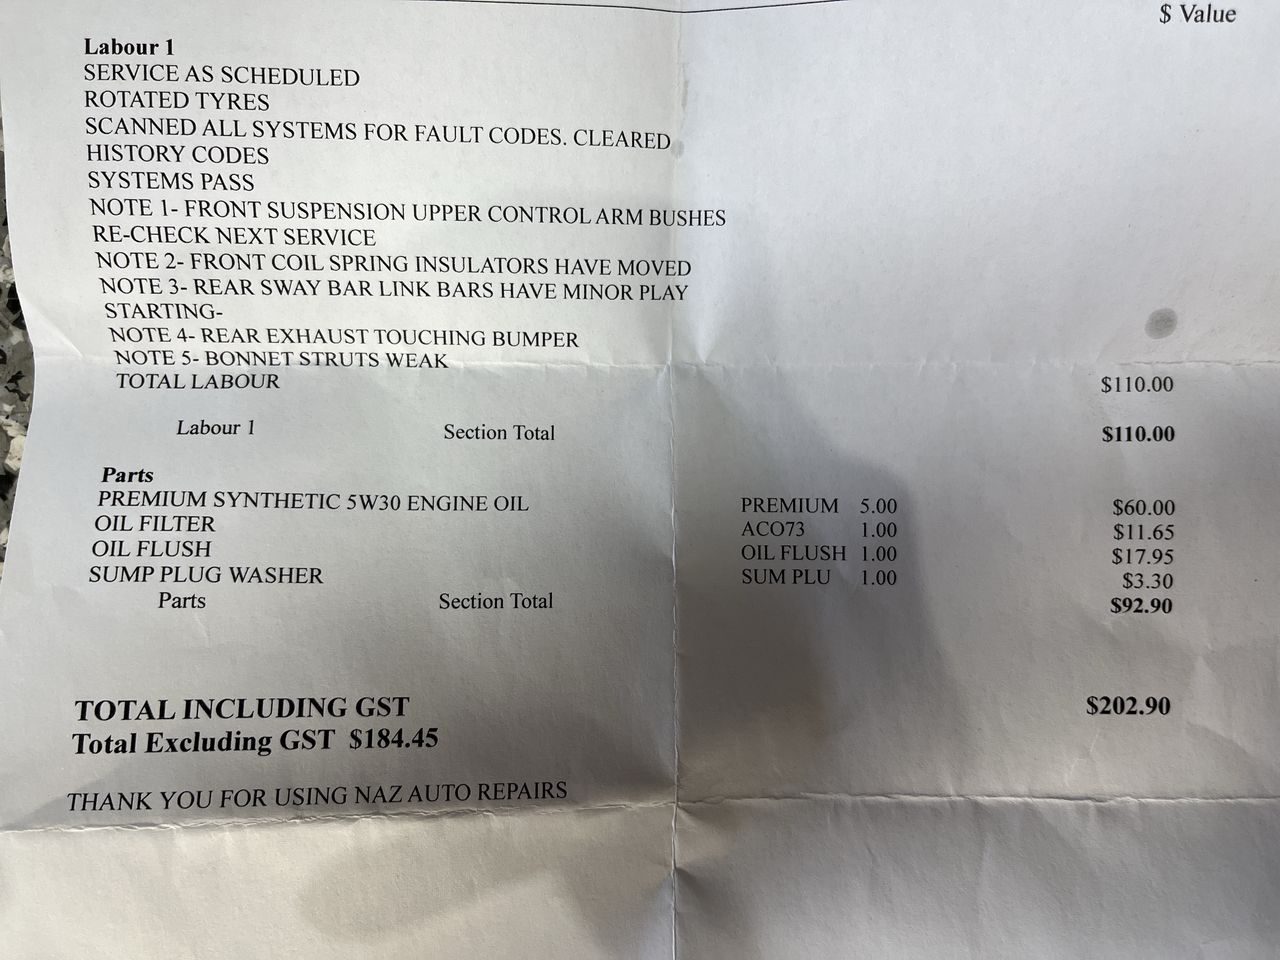 $ Value
Labour 1
SERVICE AS SCHEDULED
ROTATED TYRES
SCANNED ALL SYSTEMS FOR FAULT CODES. CLEARED
HISTORY CODES
SYSTEMS PASS
NOTE 1- FRONT SUSPENSION UPPER CONTROL ARM BUSHES
RE-CHECK NEXT SERVICE
NOTE 2- FRONT COIL SPRING INSULATORS HAVE MOVED
NOTE 3- REAR SWAY BAR LINK BARS HAVE MINOR PLAY
STARTING-
NOTE 4- REAR EXHAUST TOUCHING BUMPER
NOTE 5- BONNET STRUTS WEAK
TOTAL LABOUR $110.00
Labour 1 Section Total $110.00
Parts
PREMIUM SYNTHETIC 5W30 ENGINE OIL PREMIUM 5.00 $60.00
OIL FILTER ACO73 1.00 $11.65
OIL FLUSH OIL FLUSH 1.00 $17.95
SUMP PLUG WASHER SUM PLU 1.00 $3.30
Parts Section Total $92.90
TOTAL INCLUDING GST $202.90
Total Excluding GST $184.45
THANK YOU FOR USING NAZ AUTO REPAIRS